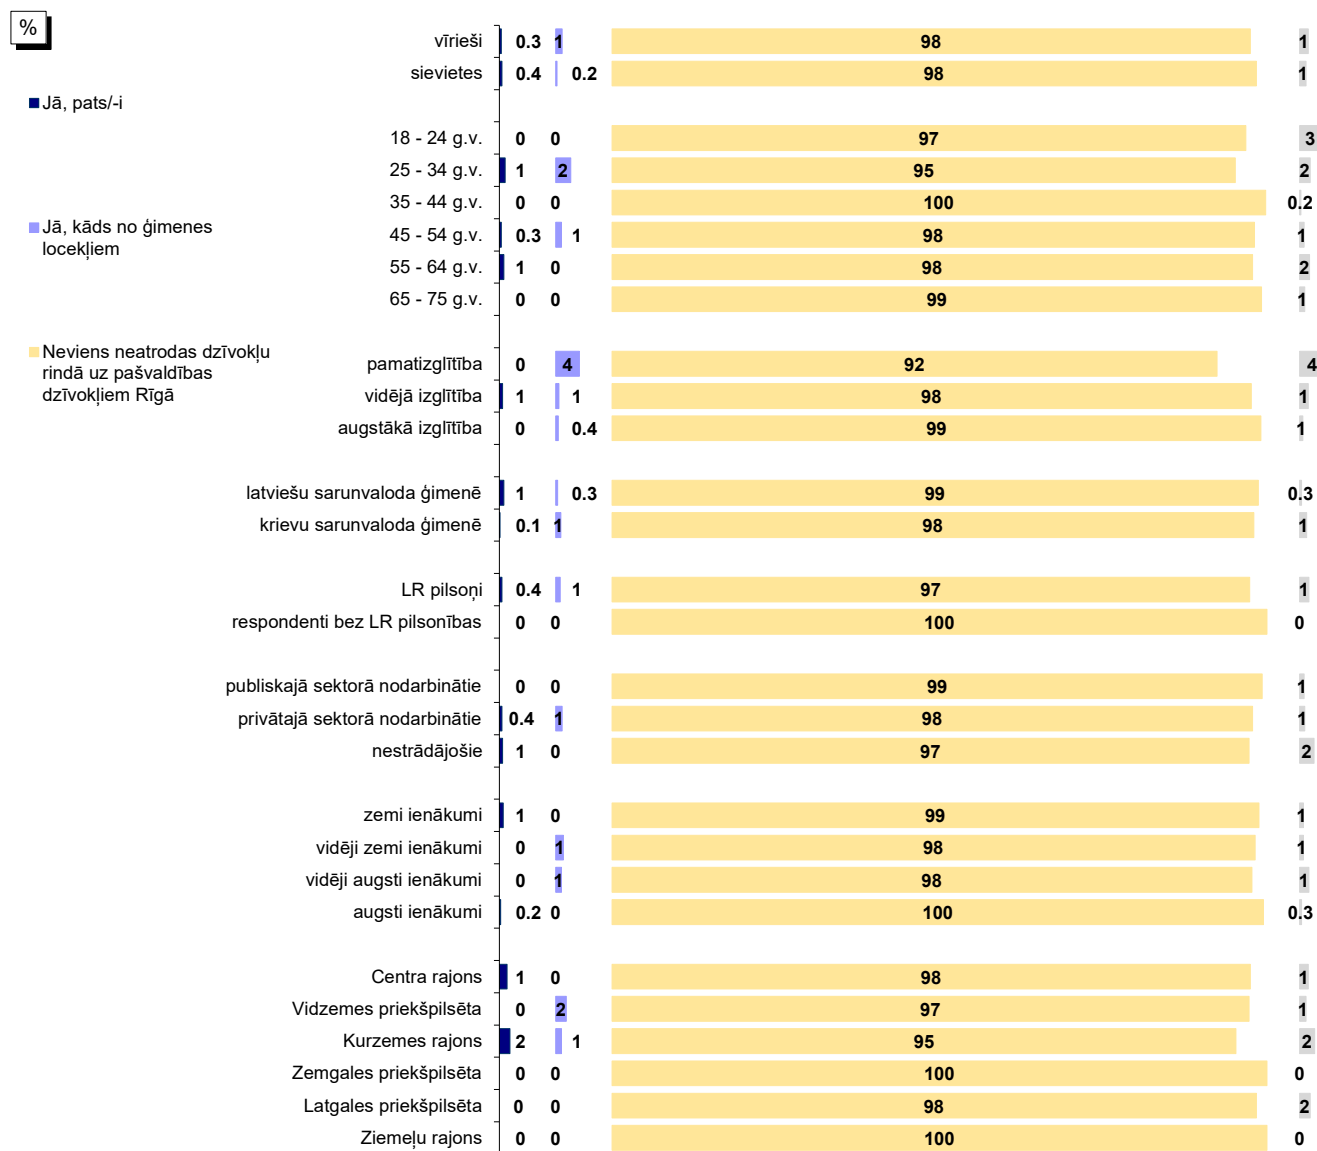 %
vīrieši 0.3 1 98 1
sievietes 0.4 0.2 98 1
Jā, pats/-i
18 - 24 g.v. 0 0 97 3
25 - 34 g.v. 1 2 95 2
35 - 44 g.v. 0 0 100 0.2
Jā, kāds no ģimenes
locekļiem
45 - 54 g.v. 0.3 1 98 1
55 - 64 g.v. 1 0 98 2
65 - 75 g.v. 0 0 99 1
Neviens neatrodas dzīvokļu
rindā uz pašvaldības
dzīvokļiem Rīgā
pamatizglītība 0 4 92 4
vidējā izglītība 1 1 98 1
augstākā izglītība 0 0.4 99 1
latviešu sarunvaloda ģimenē 1 0.3 99 0.3
krievu sarunvaloda ģimenē 0.1 1 98 1
LR pilsoņi 0.4 1 97 1
respondenti bez LR pilsonības 0 0 100 0
publiskajā sektorā nodarbinātie 0 0 99 1
privātajā sektorā nodarbinātie 0.4 1 98 1
nestrādājošie 1 0 97 2
zemi ienākumi 1 0 99 1
vidēji zemi ienākumi 0 1 98 1
vidēji augsti ienākumi 0 1 98 1
augsti ienākumi 0.2 0 100 0.3
Centra rajons 1 0 98 1
Vidzemes priekšpilsēta 0 2 97 1
Kurzemes rajons 2 1 95 2
Zemgales priekšpilsēta 0 0 100 0
Latgales priekšpilsēta 0 0 98 2
Ziemeļu rajons 0 0 100 0